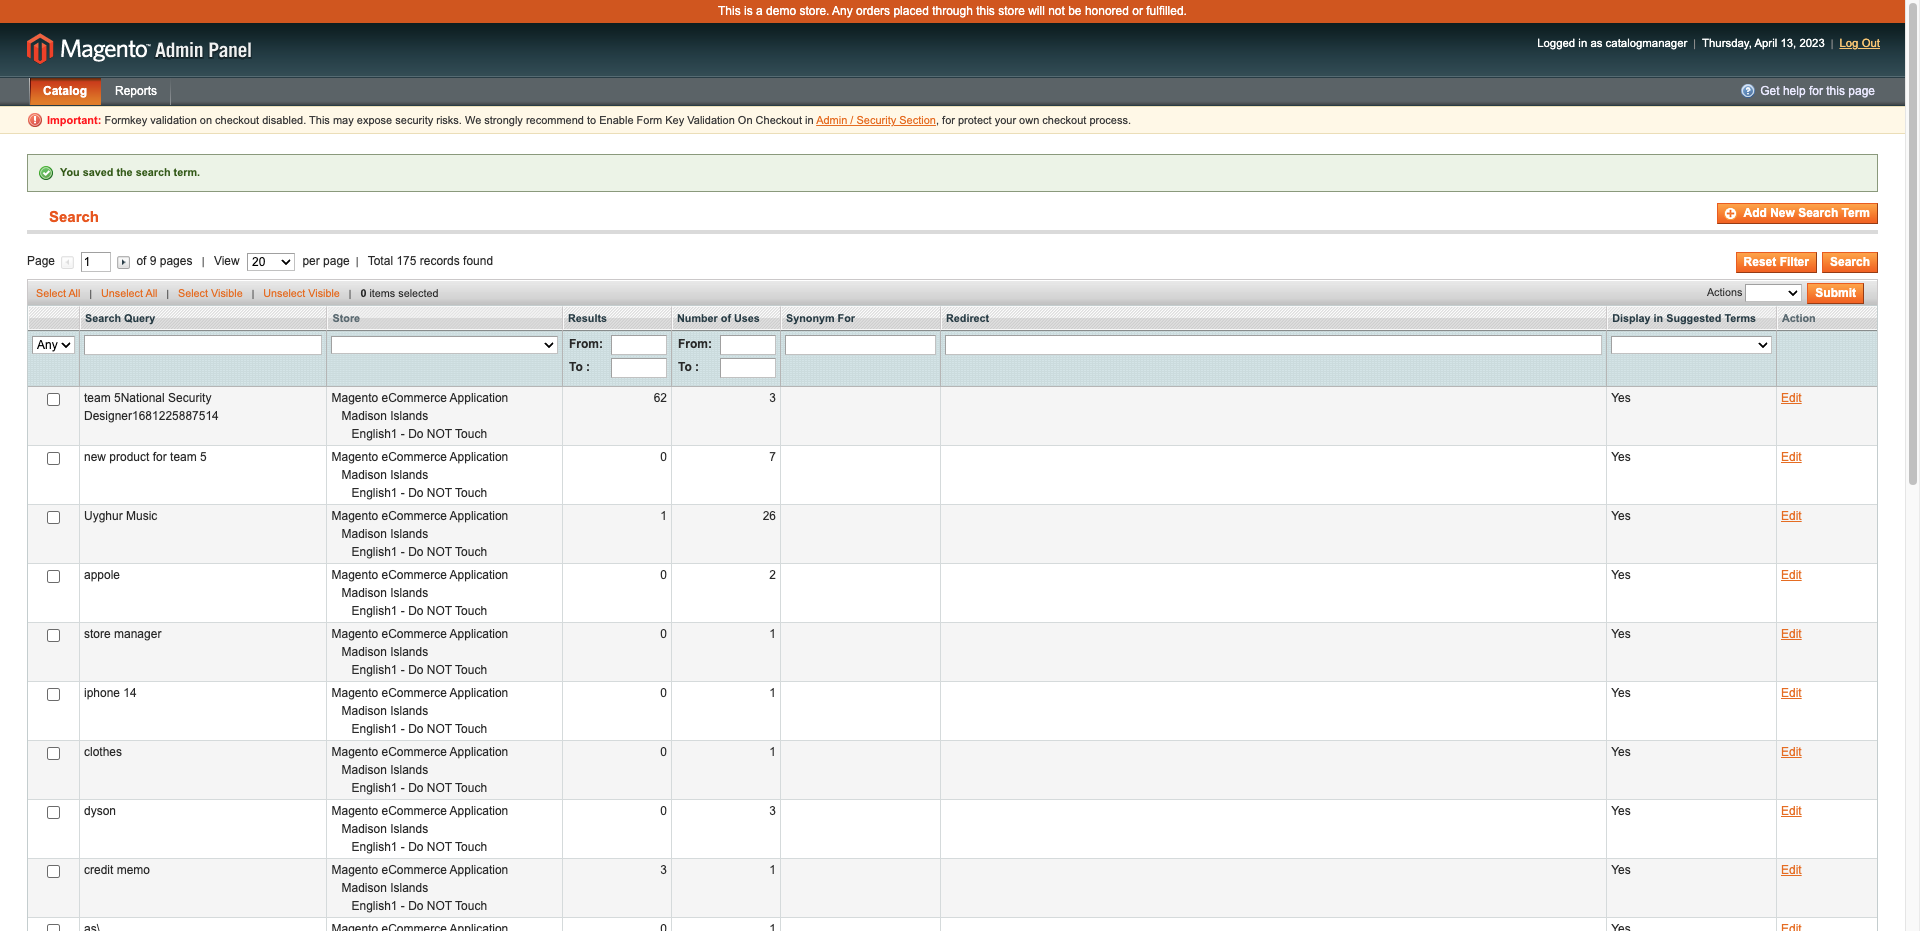 This is a demo store. Any orders placed through this store will not be honored or fulfilled.
Magento Admin Panel
Logged in as catalogmanager | Thursday, April 13, 2023 | Log Out
Catalog Reports
Get help for this page
Important: Formkey validation on checkout disabled. This may expose security risks. We strongly recommend to Enable Form Key Validation On Checkout in Admin / Security Section, for protect your own checkout process.
You saved the search term.
Search
Add New Search Term
Page 1 of 9 pages | View 20 per page | Total 175 records found
Reset Filter Search
Select All | Unselect All | Select Visible | Unselect Visible | 0 items selected
Actions Submit
Search Query Store Results Number of Uses Synonym For Redirect Display in Suggested Terms Action
Any From: From:
To : To :
team 5National Security Magento eCommerce Application 62 3 Yes Edit
Designer1681225887514 Madison Islands
English1 - Do NOT Touch
new product for team 5 Magento eCommerce Application 0 7 Yes Edit
Madison Islands
English1 - Do NOT Touch
Uyghur Music Magento eCommerce Application 1 26 Yes Edit
Madison Islands
English1 - Do NOT Touch
appole Magento eCommerce Application 0 2 Yes Edit
Madison Islands
English1 - Do NOT Touch
store manager Magento eCommerce Application 0 1 Yes Edit
Madison Islands
English1 - Do NOT Touch
iphone 14 Magento eCommerce Application 0 1 Yes Edit
Madison Islands
English1 - Do NOT Touch
clothes Magento eCommerce Application 0 1 Yes Edit
Madison Islands
English1 - Do NOT Touch
dyson Magento eCommerce Application 0 3 Yes Edit
Madison Islands
English1 - Do NOT Touch
credit memo Magento eCommerce Application 3 1 Yes Edit
Madison Islands
English1 - Do NOT Touch
as\ Magento eCommerce Application 0 1 Yes Edit